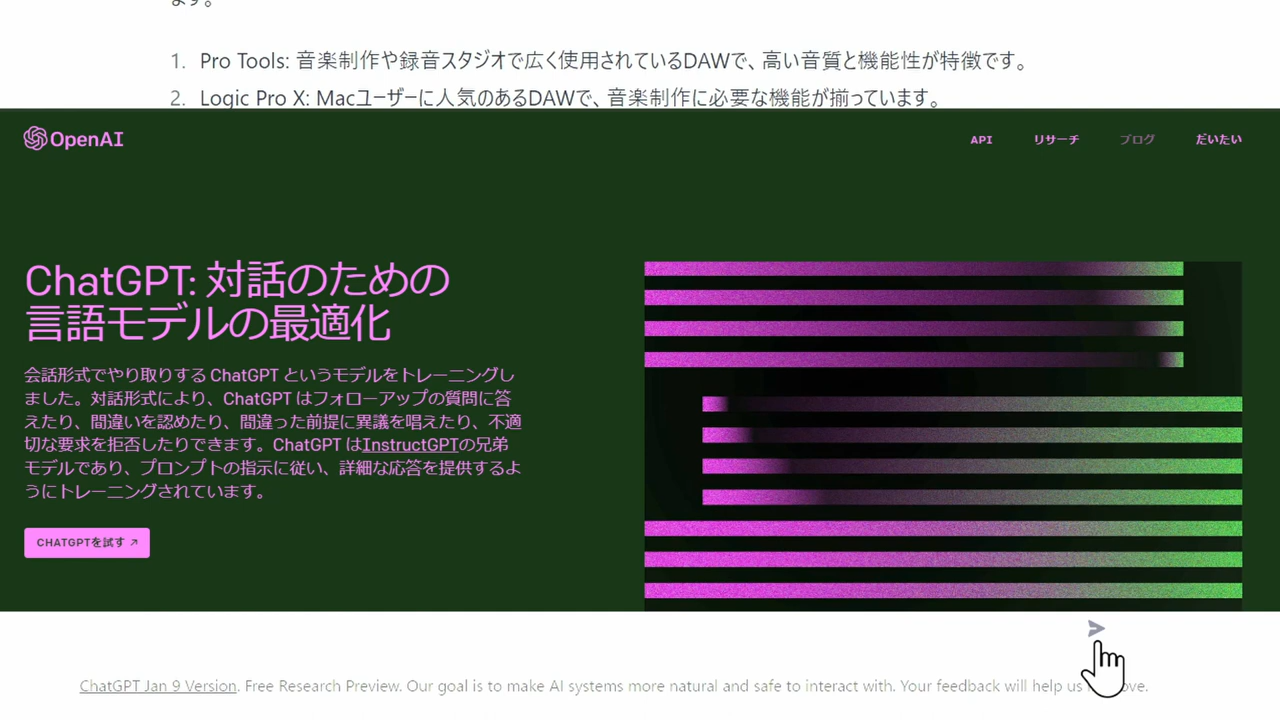 ます。
1. Pro Tools: 音楽制作や録音スタジオで広く使用されているDAWで、高い音質と機能性が特徴です。
2. Logic Pro X: Macユーザーに人気のあるDAWで、音楽制作に必要な機能が揃っています。
OpenAI
API リサーチ ブログ だいたい
ChatGPT: 対話のための
言語モデルの最適化
会話形式でやり取りする ChatGPT というモデルをトレーニングし
ました。対話形式により、ChatGPT はフォローアップの質問に答
えたり、間違いを認めたり、間違った前提に異議を唱えたり、不適
切な要求を拒否したりできます。ChatGPT はInstructGPTの兄弟
モデルであり、プロンプトの指示に従い、詳細な応答を提供するよ
うにトレーニングされています。
CHATGPTを試す ↗
ChatGPT Jan 9 Version. Free Research Preview. Our goal is to make AI systems more natural and safe to interact with. Your feedback will help us